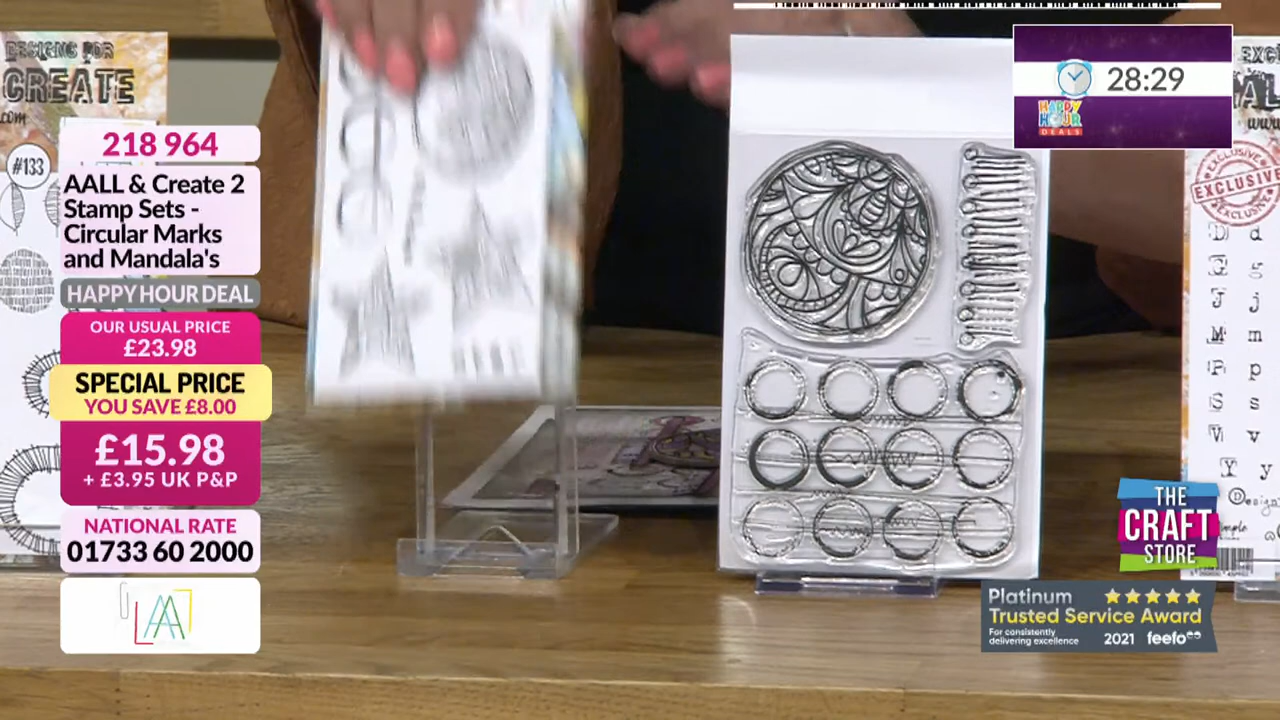 DESIGNS FOR
CREATE
.com
#133
218 964
AALL & Create 2
Stamp Sets -
Circular Marks
and Mandala's
HAPPY HOUR DEAL
OUR USUAL PRICE
£23.98
SPECIAL PRICE
YOU SAVE £8.00
£15.98
+ £3.95 UK P&P
NATIONAL RATE
01733 60 2000
28:29
HAPPY
HOUR
DEALS
EXCLUSIVE
EXCLUSIVE
EXCLUSIVE
D d
G g
J j
M m
P p
S s
V v
Y y
THE
CRAFT
STORE
Platinum
Trusted Service Award
For consistently
delivering excellence
2021 feefo